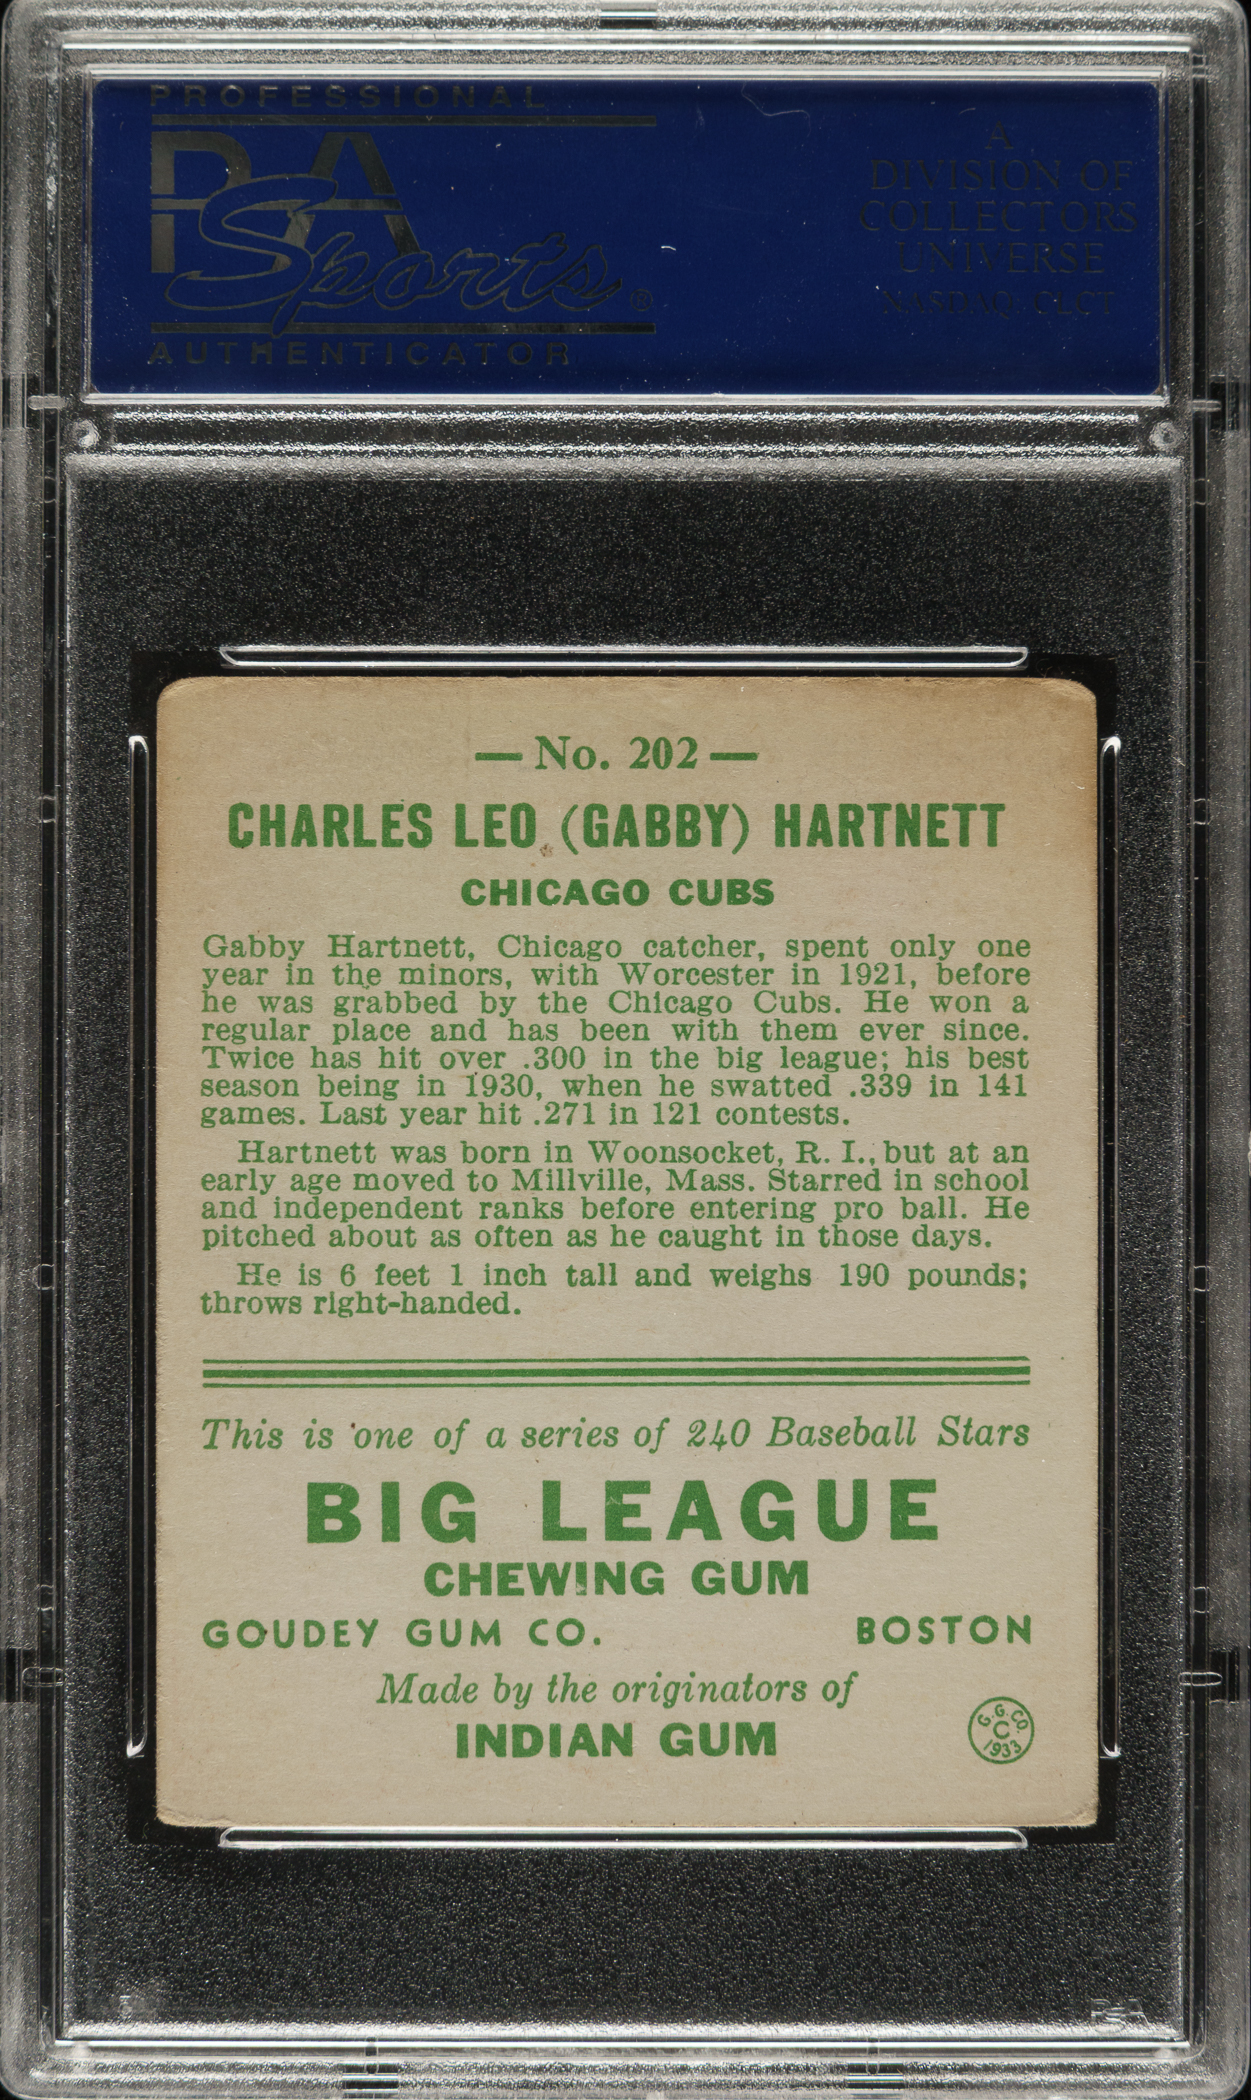 PROFESSIONAL
PSA
Sports®
AUTHENTICATOR
A
DIVISION OF
COLLECTORS
UNIVERSE
NASDAQ: CLCT
— No. 202 —
CHARLES LEO (GABBY) HARTNETT
CHICAGO CUBS
Gabby Hartnett, Chicago catcher, spent only one
year in the minors, with Worcester in 1921, before
he was grabbed by the Chicago Cubs. He won a
regular place and has been with them ever since.
Twice has hit over .300 in the big league; his best
season being in 1930, when he swatted .339 in 141
games. Last year hit .271 in 121 contests.
Hartnett was born in Woonsocket, R. I., but at an
early age moved to Millville, Mass. Starred in school
and independent ranks before entering pro ball. He
pitched about as often as he caught in those days.
He is 6 feet 1 inch tall and weighs 190 pounds;
throws right-handed.
This is one of a series of 240 Baseball Stars
BIG LEAGUE
CHEWING GUM
GOUDEY GUM CO. BOSTON
Made by the originators of
INDIAN GUM
G. G. CO.
C
1933
PSA